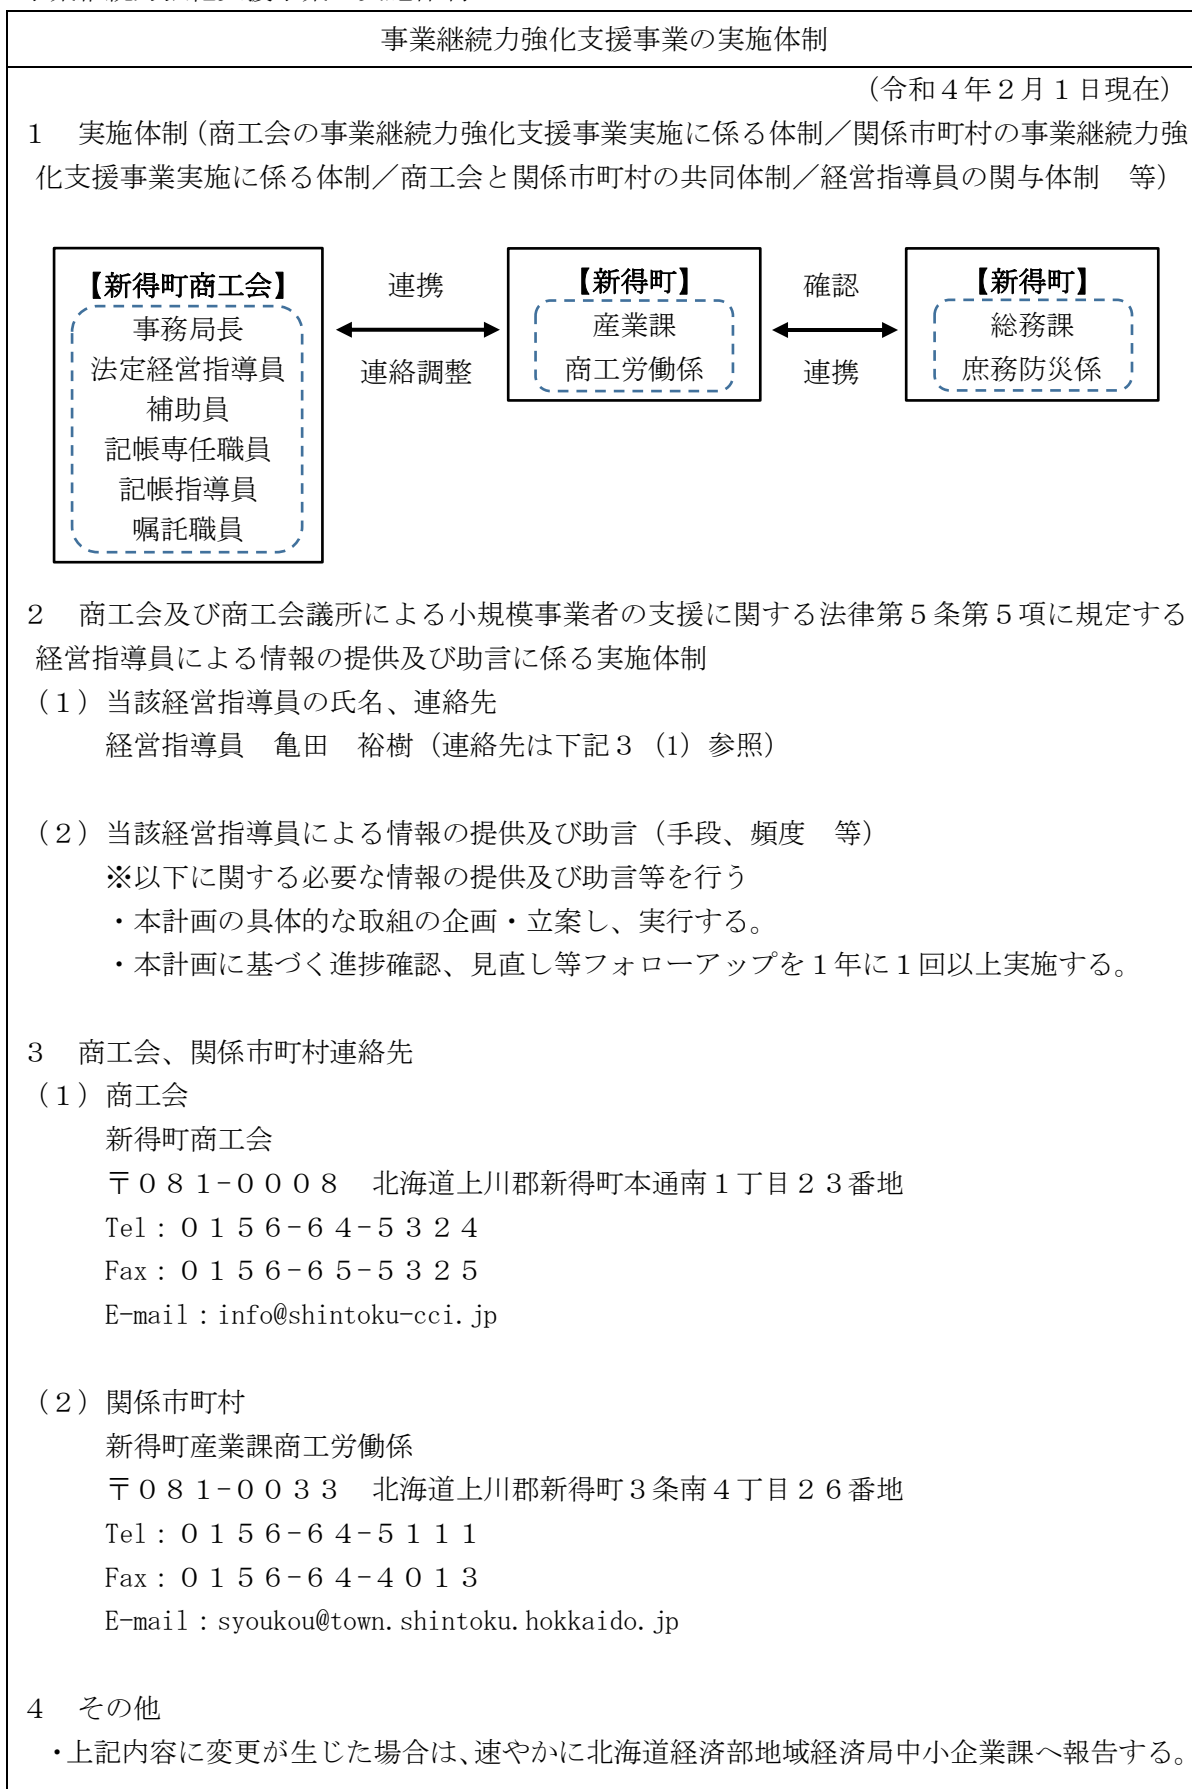 事業継続力強化支援事業の実施体制
（令和４年２月１日現在）
１　実施体制（商工会の事業継続力強化支援事業実施に係る体制／関係市町村の事業継続力強
化支援事業実施に係る体制／商工会と関係市町村の共同体制／経営指導員の関与体制　等）
【新得町商工会】
事務局長
法定経営指導員
補助員
記帳専任職員
記帳指導員
嘱託職員
連携
連絡調整
【新得町】
産業課
商工労働係
確認
連携
【新得町】
総務課
庶務防災係
２　商工会及び商工会議所による小規模事業者の支援に関する法律第５条第５項に規定する
経営指導員による情報の提供及び助言に係る実施体制
（１）当該経営指導員の氏名、連絡先
経営指導員　亀田　裕樹（連絡先は下記３（1）参照）
（２）当該経営指導員による情報の提供及び助言（手段、頻度　等）
※以下に関する必要な情報の提供及び助言等を行う
・本計画の具体的な取組の企画・立案し、実行する。
・本計画に基づく進捗確認、見直し等フォローアップを１年に１回以上実施する。
３　商工会、関係市町村連絡先
（１）商工会
新得町商工会
〒０８１-０００８　北海道上川郡新得町本通南１丁目２３番地
Tel：０１５６-６４-５３２４
Fax：０１５６-６５-５３２５
E-mail：info@shintoku-cci.jp
（２）関係市町村
新得町産業課商工労働係
〒０８１-００３３　北海道上川郡新得町３条南４丁目２６番地
Tel：０１５６-６４-５１１１
Fax：０１５６-６４-４０１３
E-mail：syoukou@town.shintoku.hokkaido.jp
４　その他
・上記内容に変更が生じた場合は、速やかに北海道経済部地域経済局中小企業課へ報告する。